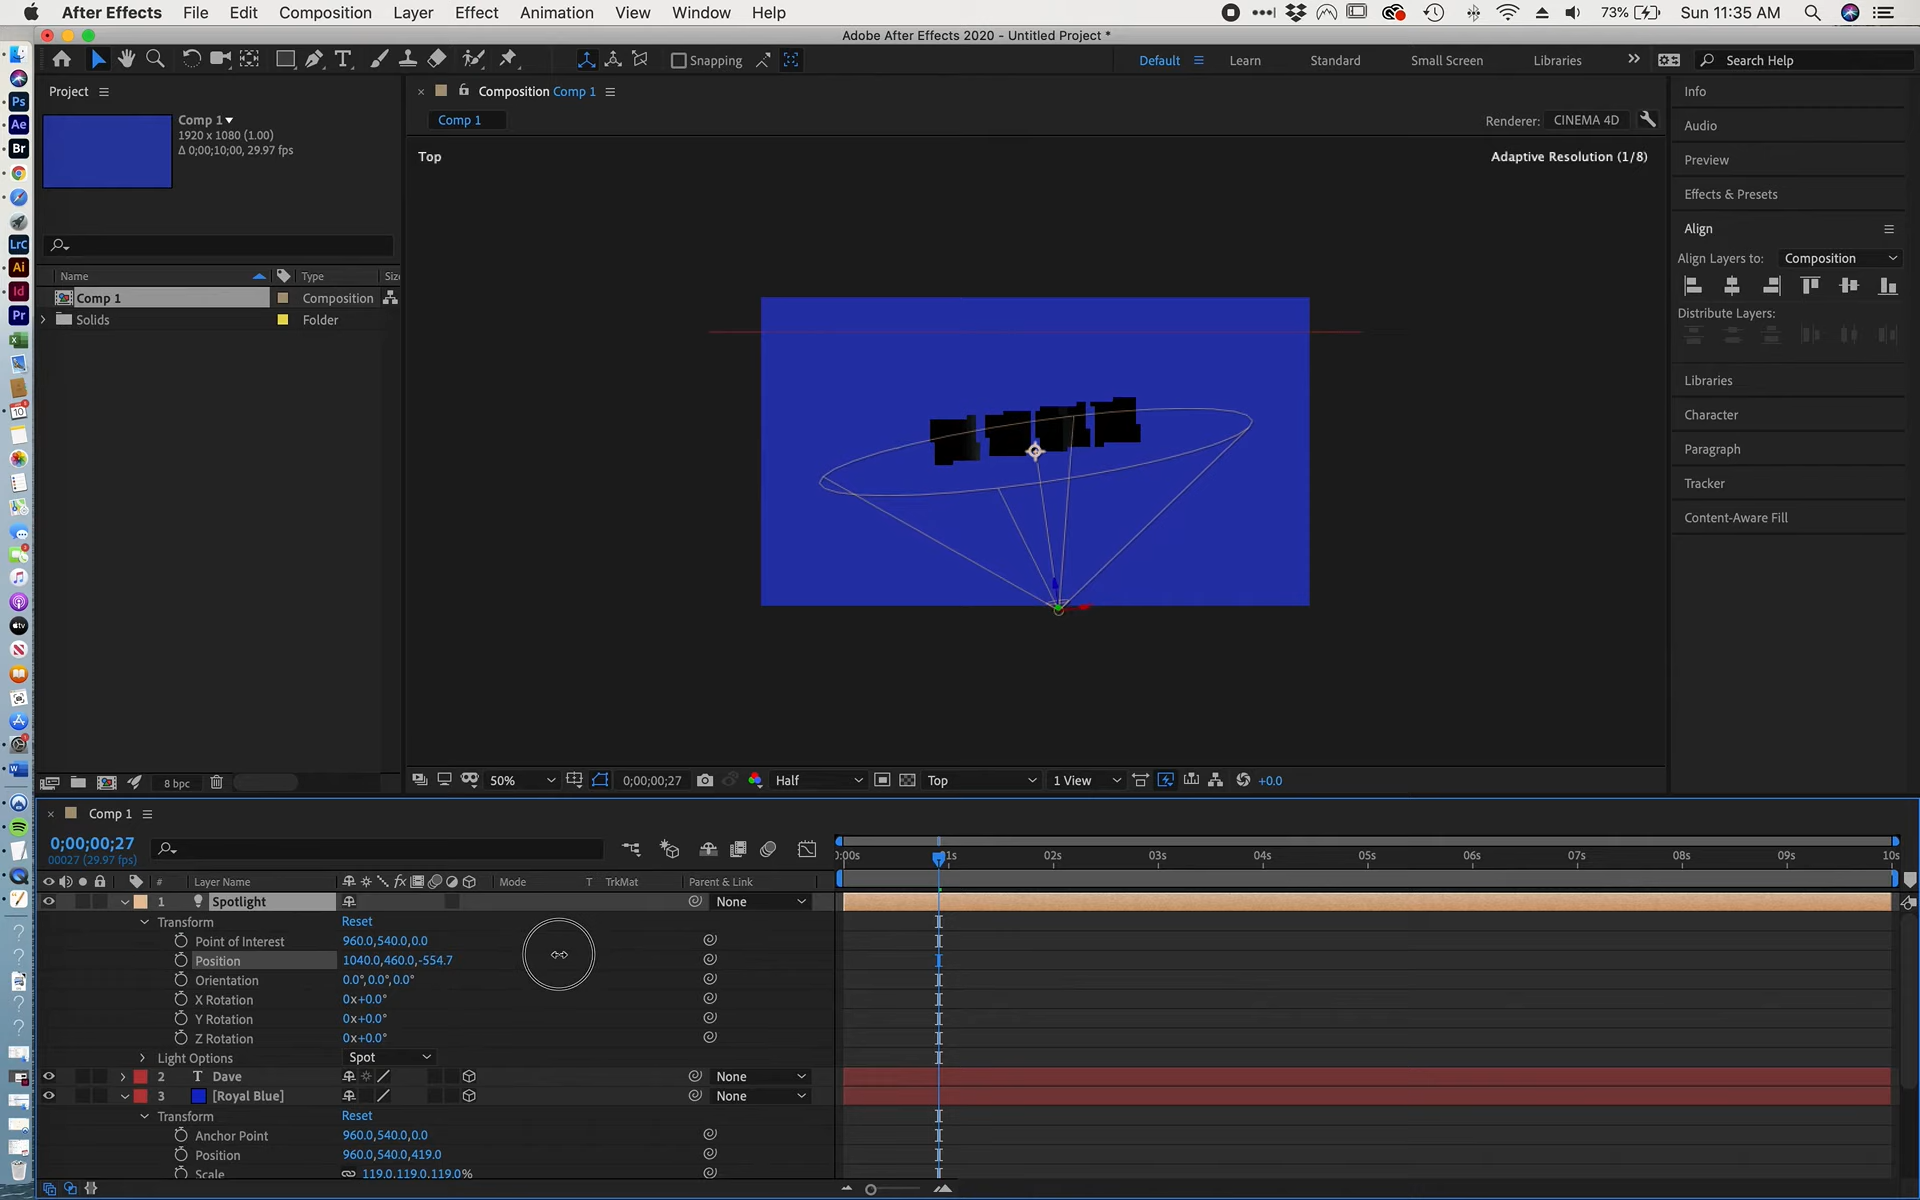 After Effects File Edit Composition Layer Effect Animation View Window Help 73% Sun 11:35 AM
Adobe After Effects 2020 - Untitled Project *
Snapping Default Learn Standard Small Screen Libraries Search Help
Project
Comp 1
1920 x 1080 (1.00)
Δ 0;00;10;00, 29.97 fps
Name Type Size
Comp 1 Composition
Solids Folder
8 bpc
Composition Comp 1
Comp 1
Renderer: CINEMA 4D
Top
Adaptive Resolution (1/8)
50% 0;00;00;27 Half Top 1 View +0.0
Info
Audio
Preview
Effects & Presets
Align
Align Layers to: Composition
Distribute Layers:
Libraries
Character
Paragraph
Tracker
Content-Aware Fill
Ps
Ae
Br
LrC
Ai
Id
Pr
10
Comp 1
0;00;00;27
00027 (29.97 fps)
0:00s 01s 02s 03s 04s 05s 06s 07s 08s 09s 10s
# Layer Name Mode T TrkMat Parent & Link
1 Spotlight None
Transform Reset
Point of Interest 960.0,540.0,0.0
Position 1040.0,460.0,-554.7
Orientation 0.0°,0.0°,0.0°
X Rotation 0x+0.0°
Y Rotation 0x+0.0°
Z Rotation 0x+0.0°
Light Options Spot
2 T Dave None
3 [Royal Blue] None
Transform Reset
Anchor Point 960.0,540.0,0.0
Position 960.0,540.0,419.0
Scale 119.0,119.0,119.0%